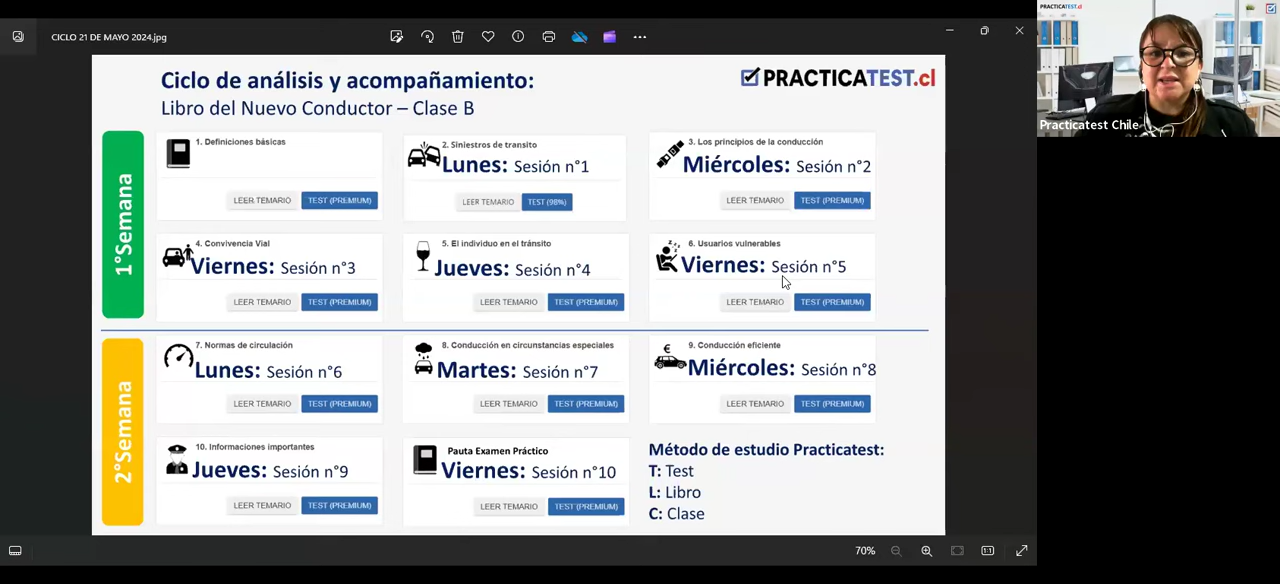 CICLO 21 DE MAYO 2024.jpg
PRACTICATEST.cl
Practicatest Chile
Ciclo de análisis y acompañamiento:
Libro del Nuevo Conductor – Clase B
PRACTICATEST.cl
1°Semana
1. Definiciones básicas
LEER TEMARIO TEST (PREMIUM)
2. Siniestros de transito
Lunes: Sesión n°1
LEER TEMARIO TEST (98%)
3. Los principios de la conducción
Miércoles: Sesión n°2
LEER TEMARIO TEST (PREMIUM)
4. Convivencia Vial
Viernes: Sesión n°3
LEER TEMARIO TEST (PREMIUM)
5. El individuo en el tránsito
Jueves: Sesión n°4
LEER TEMARIO TEST (PREMIUM)
6. Usuarios vulnerables
Viernes: Sesión n°5
LEER TEMARIO TEST (PREMIUM)
2°Semana
7. Normas de circulación
Lunes: Sesión n°6
LEER TEMARIO TEST (PREMIUM)
8. Conducción en circunstancias especiales
Martes: Sesión n°7
LEER TEMARIO TEST (PREMIUM)
9. Conducción eficiente
€
Miércoles: Sesión n°8
LEER TEMARIO TEST (PREMIUM)
10. Informaciones importantes
Jueves: Sesión n°9
LEER TEMARIO TEST (PREMIUM)
Pauta Examen Práctico
Viernes: Sesión n°10
LEER TEMARIO TEST (PREMIUM)
Método de estudio Practicatest:
T: Test
L: Libro
C: Clase
70%
1:1